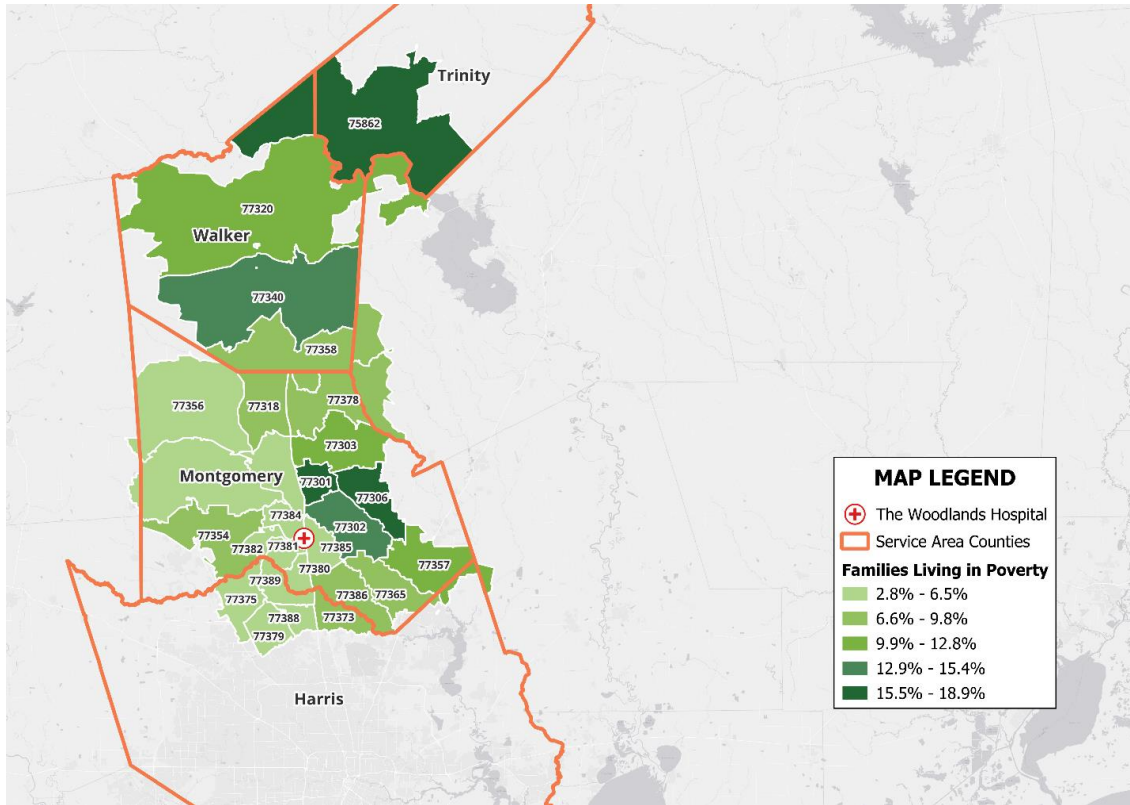 Trinity
75862
77320
Walker
77340
77358
77356
77318
77378
77303
Montgomery
77301
77306
77384
77302
77354
77382
77381
77385
77380
77357
77389
77375
77386
77365
77388
77373
77379
Harris
MAP LEGEND
The Woodlands Hospital
Service Area Counties
Families Living in Poverty
2.8% - 6.5%
6.6% - 9.8%
9.9% - 12.8%
12.9% - 15.4%
15.5% - 18.9%